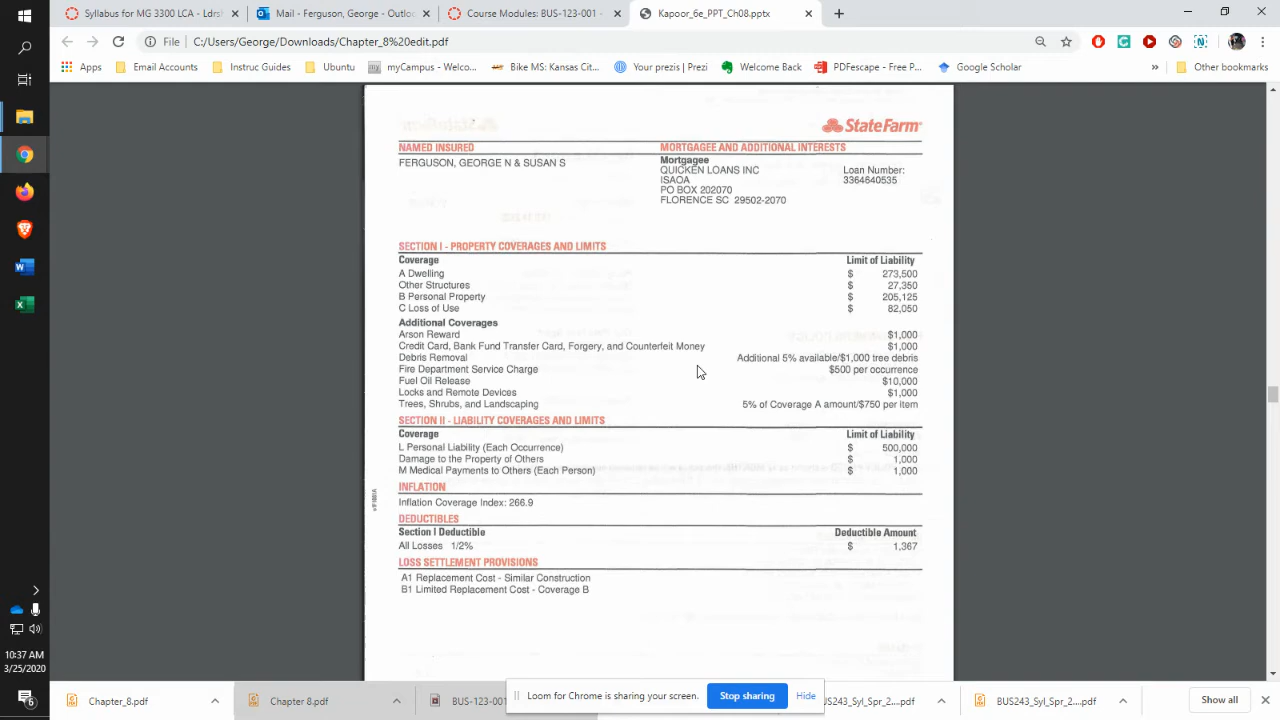 Syllabus for MG 3300 LCA - Ldrst
Mail - Ferguson, George - Outloo
Course Modules: BUS-123-001 -
Kapoor_6e_PPT_Ch08.pptx
File
C:/Users/George/Downloads/Chapter_8%20edit.pdf
Apps
Email Accounts
Instruc Guides
Ubuntu
myCampus - Welco...
Bike MS: Kansas Cit...
Your prezis | Prezi
Welcome Back
PDFescape - Free P...
Google Scholar
Other bookmarks
StateFarm
NAMED INSURED
FERGUSON, GEORGE N & SUSAN S
MORTGAGEE AND ADDITIONAL INTERESTS
Mortgagee
QUICKEN LOANS INC
ISAOA
PO BOX 202070
FLORENCE SC 29502-2070
Loan Number:
3364640535
SECTION I - PROPERTY COVERAGES AND LIMITS
Coverage Limit of Liability
A Dwelling $ 273,500
Other Structures $ 27,350
B Personal Property $ 205,125
C Loss of Use $ 82,050
Additional Coverages
Arson Reward $1,000
Credit Card, Bank Fund Transfer Card, Forgery, and Counterfeit Money $1,000
Debris Removal Additional 5% available/$1,000 tree debris
Fire Department Service Charge $500 per occurrence
Fuel Oil Release $10,000
Locks and Remote Devices $1,000
Trees, Shrubs, and Landscaping 5% of Coverage A amount/$750 per item
SECTION II - LIABILITY COVERAGES AND LIMITS
Coverage Limit of Liability
L Personal Liability (Each Occurrence) $ 500,000
Damage to the Property of Others $ 1,000
M Medical Payments to Others (Each Person) $ 1,000
INFLATION
Inflation Coverage Index: 266.9
DEDUCTIBLES
Section I Deductible Deductible Amount
All Losses 1/2% $ 1,367
LOSS SETTLEMENT PROVISIONS
A1 Replacement Cost - Similar Construction
B1 Limited Replacement Cost - Coverage B
10:37 AM
3/25/2020
6
Chapter_8.pdf
Chapter 8.pdf
BUS-123-001
Loom for Chrome is sharing your screen.
Stop sharing
Hide
US243_Syl_Spr_2....pdf
BUS243_Syl_Spr_2....pdf
Show all